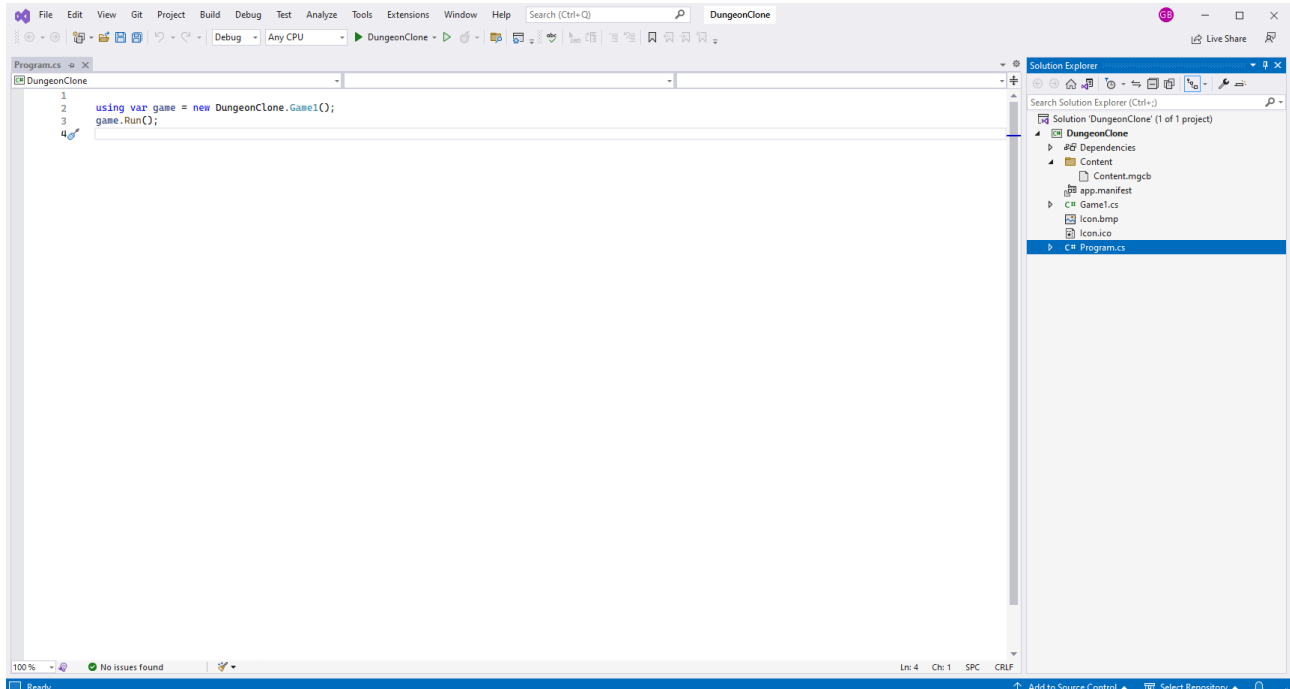 File Edit View Git Project Build Debug Test Analyze Tools Extensions Window Help Search (Ctrl+Q) DungeonClone GB
Debug Any CPU DungeonClone Live Share
Program.cs
DungeonClone
1
2 using var game = new DungeonClone.Game1();
3 game.Run();
4
Solution Explorer
Search Solution Explorer (Ctrl+;)
Solution 'DungeonClone' (1 of 1 project)
DungeonClone
Dependencies
Content
Content.mgcb
app.manifest
C# Game1.cs
Icon.bmp
Icon.ico
C# Program.cs
100 % No issues found Ln: 4 Ch: 1 SPC CRLF
Ready Add to Source Control Select Repository